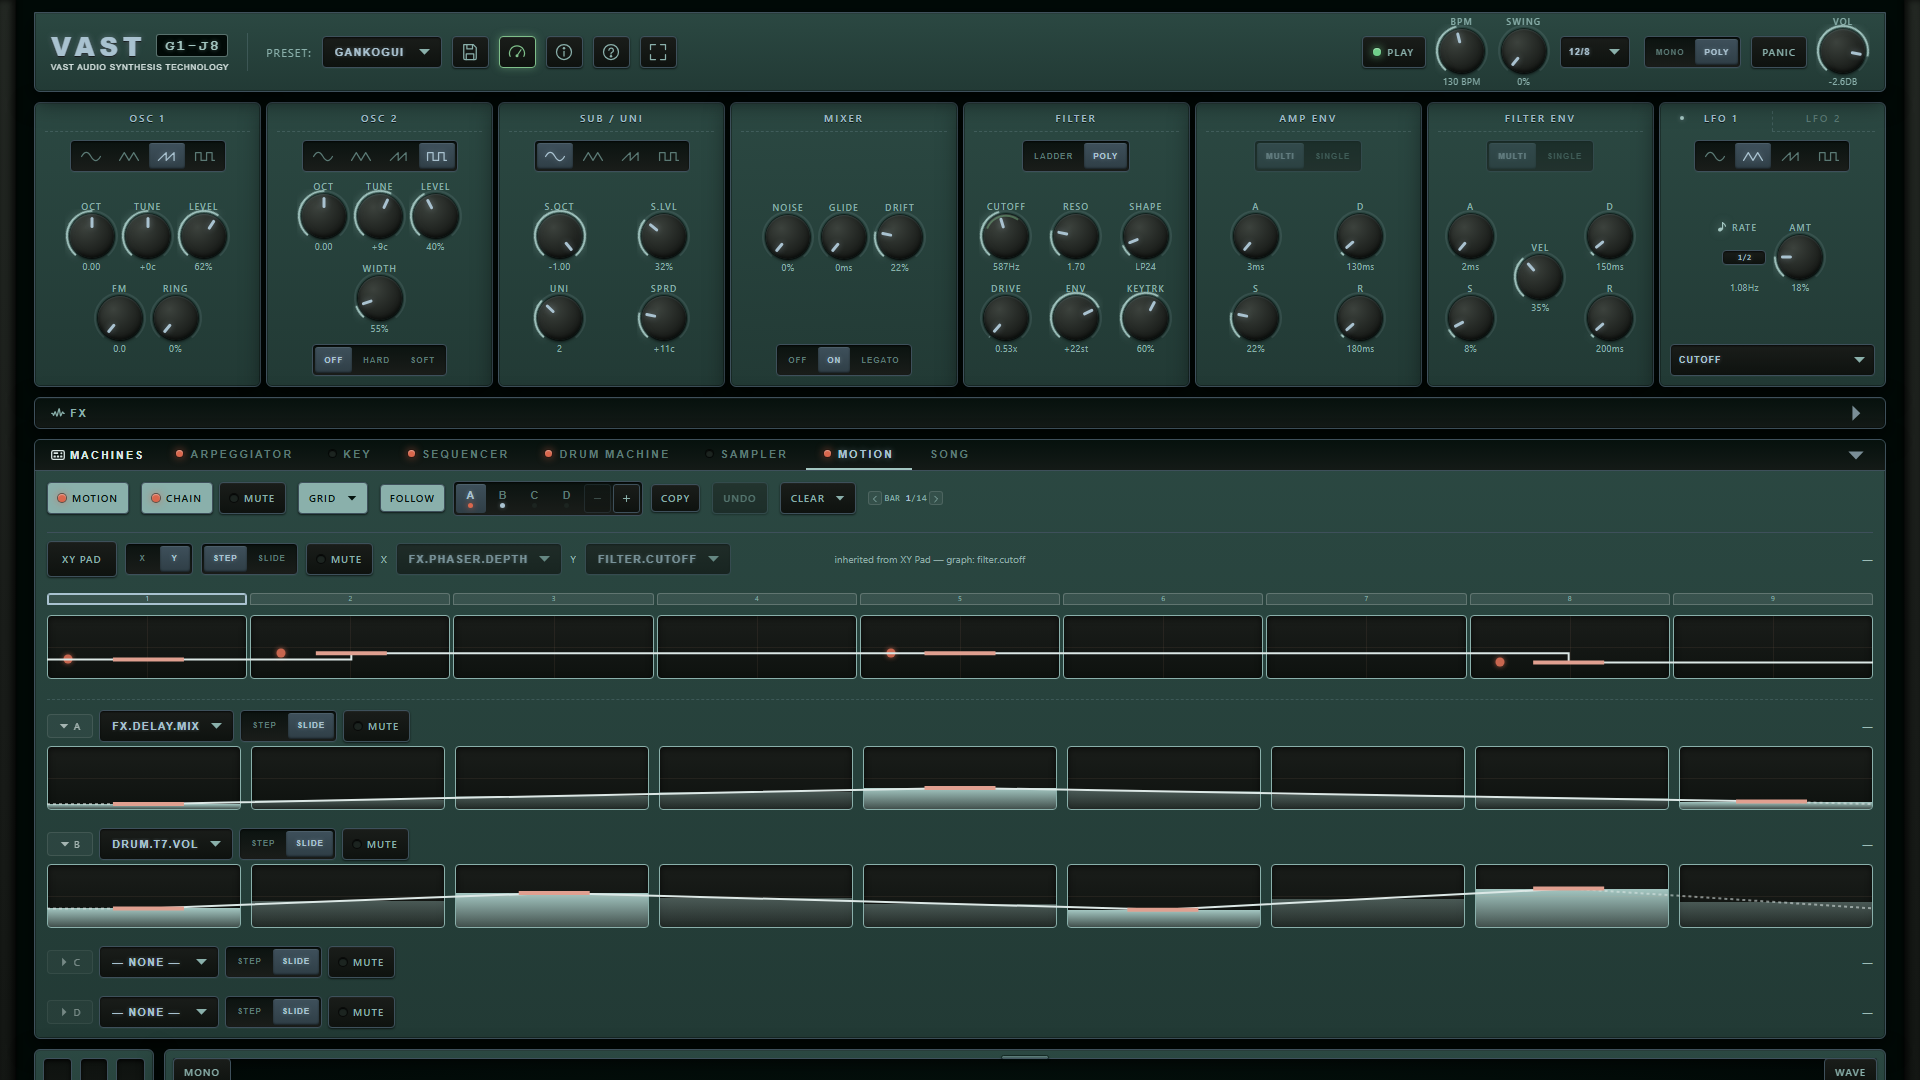 VAST G1-J8
VAST AUDIO SYNTHESIS TECHNOLOGY
PRESET: GANKOGUI
PLAY
BPM
130 BPM
SWING
0%
12/8
MONO POLY
PANIC
VOL
-2.6DB
OSC 1
OCT TUNE LEVEL
0.00 +0c 62%
FM RING
0.0 0%
OSC 2
OCT TUNE LEVEL
0.00 +9c 40%
WIDTH
55%
OFF HARD SOFT
SUB / UNI
S.OCT S.LVL
-1.00 32%
UNI SPRD
2 +11c
MIXER
NOISE GLIDE DRIFT
0% 0ms 22%
OFF ON LEGATO
FILTER
LADDER POLY
CUTOFF RESO SHAPE
587Hz 1.70 LP24
DRIVE ENV KEYTRK
0.53x +22st 60%
AMP ENV
MULTI SINGLE
A D
3ms 130ms
S R
22% 180ms
FILTER ENV
MULTI SINGLE
A D
2ms 150ms
VEL
35%
S R
8% 200ms
LFO 1 LFO 2
RATE AMT
1/2
1.08Hz 18%
CUTOFF
FX
MACHINES ARPEGGIATOR KEY SEQUENCER DRUM MACHINE SAMPLER MOTION SONG
MOTION CHAIN MUTE GRID FOLLOW A B C D − + COPY UNDO CLEAR < BAR 1/14 >
XY PAD X Y STEP SLIDE MUTE X FX.PHASER.DEPTH Y FILTER.CUTOFF inherited from XY Pad — graph: filter.cutoff —
1 2 3 4 5 6 7 8 9
A FX.DELAY.MIX STEP SLIDE MUTE —
B DRUM.T7.VOL STEP SLIDE MUTE —
C — NONE — STEP SLIDE MUTE —
D — NONE — STEP SLIDE MUTE —
MONO WAVE